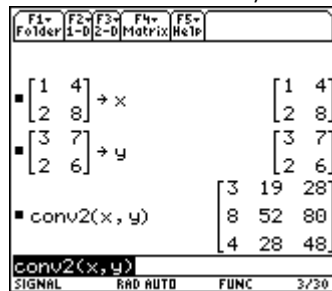 F1 F2 F3 F4 F5
Folder 1-D 2-D Matrix Help
[1 4
2 8] → x [1 4
2 8]
[3 7
2 6] → y [3 7
2 6]
conv2(x,y) [3 19 28
8 52 80
4 28 48]
conv2(x,y)
SIGNAL RAD AUTO FUNC 3/30